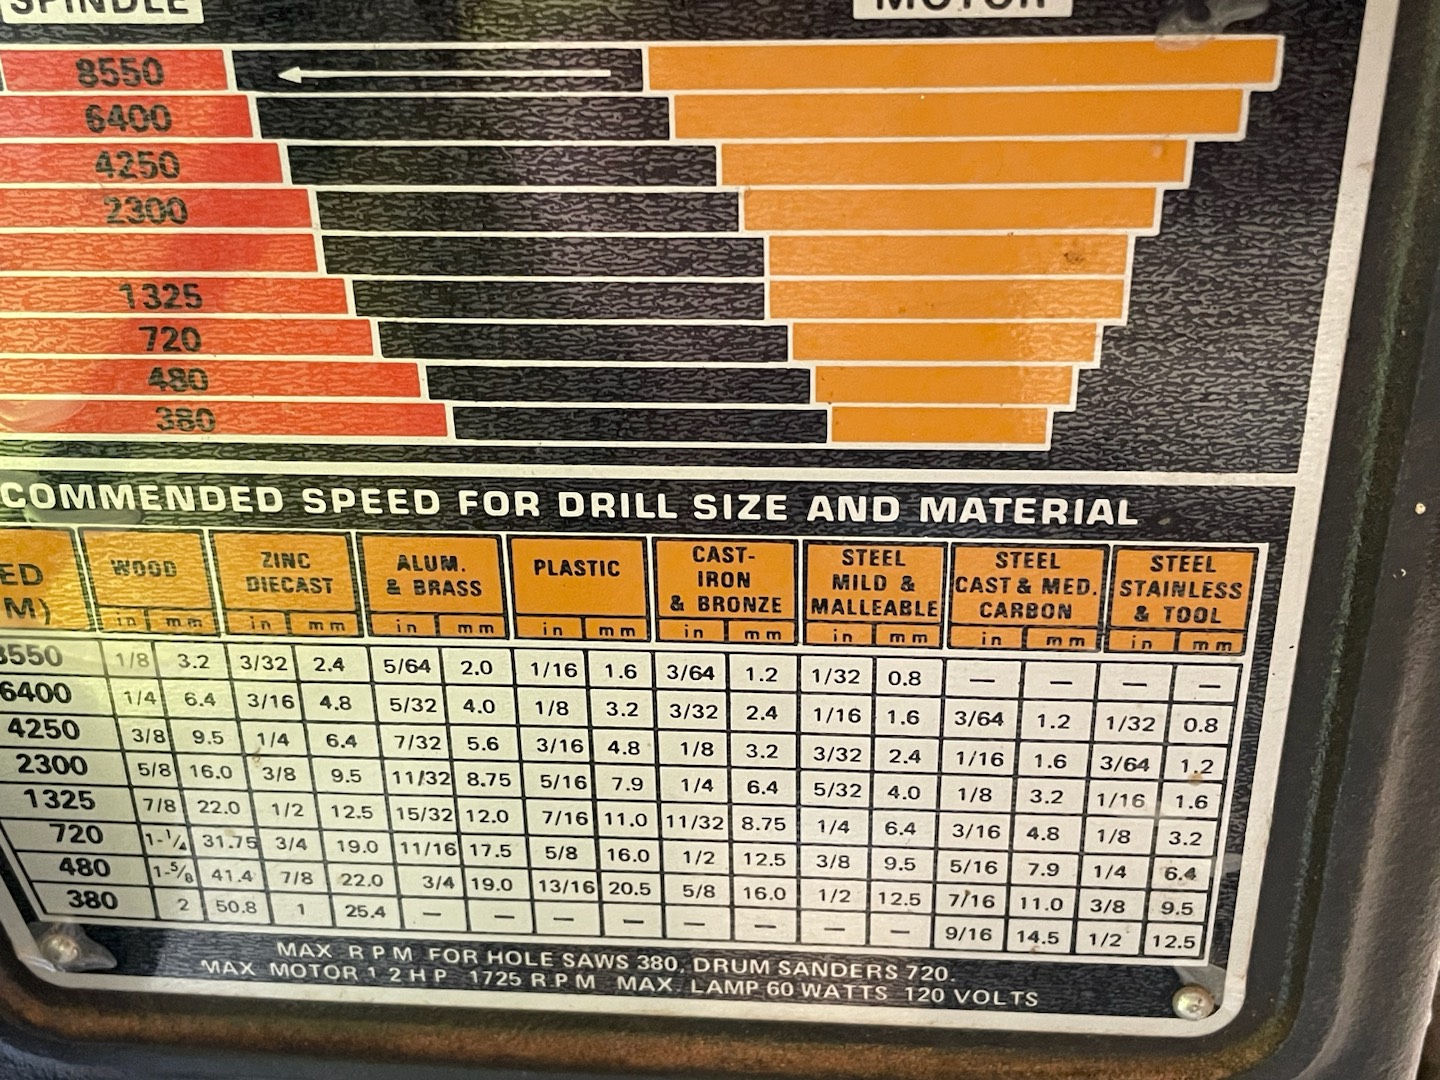 SPINDLE MOTOR
8550
6400
4250
2300
1325
720
480
380
COMMENDED SPEED FOR DRILL SIZE AND MATERIAL
ED M) WOOD ZINC DIECAST ALUM. & BRASS PLASTIC CAST-IRON & BRONZE STEEL MILD & MALLEABLE STEEL CAST & MED. CARBON STEEL STAINLESS & TOOL
in mm in mm in mm in mm in mm in mm in mm in mm
8550 1/8 3.2 3/32 2.4 5/64 2.0 1/16 1.6 3/64 1.2 1/32 0.8 — — — —
6400 1/4 6.4 3/16 4.8 5/32 4.0 1/8 3.2 3/32 2.4 1/16 1.6 3/64 1.2 1/32 0.8
4250 3/8 9.5 1/4 6.4 7/32 5.6 3/16 4.8 1/8 3.2 3/32 2.4 1/16 1.6 3/64 1.2
2300 5/8 16.0 3/8 9.5 11/32 8.75 5/16 7.9 1/4 6.4 5/32 4.0 1/8 3.2 1/16 1.6
1325 7/8 22.0 1/2 12.5 15/32 12.0 7/16 11.0 11/32 8.75 1/4 6.4 3/16 4.8 1/8 3.2
720 1-1/4 31.75 3/4 19.0 11/16 17.5 5/8 16.0 1/2 12.5 3/8 9.5 5/16 7.9 1/4 6.4
480 1-5/8 41.4 7/8 22.0 3/4 19.0 13/16 20.5 5/8 16.0 1/2 12.5 7/16 11.0 3/8 9.5
380 2 50.8 1 25.4 — — — — — — — — 9/16 14.5 1/2 12.5
MAX. R P M FOR HOLE SAWS 380, DRUM SANDERS 720.
MAX MOTOR 1 2 H P 1725 R P M MAX. LAMP 60 WATTS 120 VOLTS